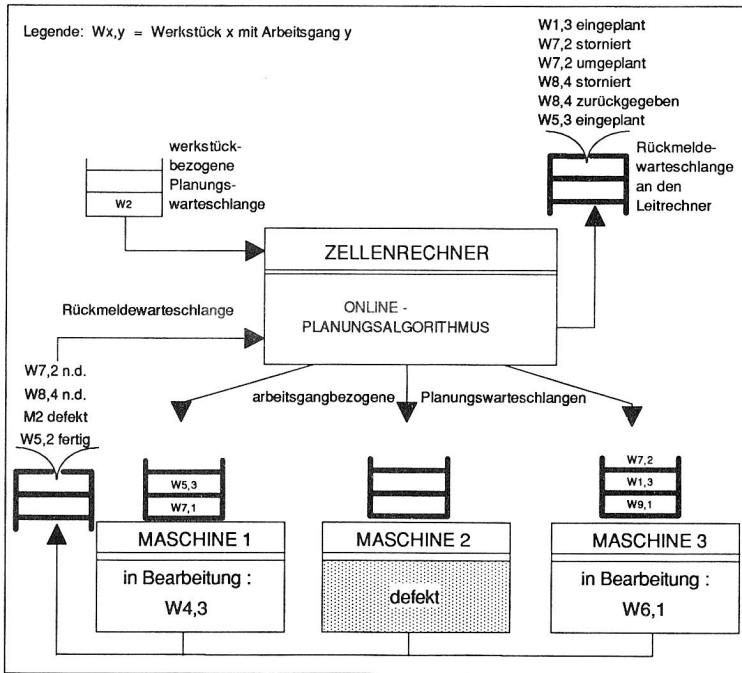 Legende: Wx,y = Werkstück x mit Arbeitsgang y
W1,3 eingeplant
W7,2 storniert
W7,2 umgeplant
W8,4 storniert
W8,4 zurückgegeben
W5,3 eingeplant
Rückmelde-
warteschlange
an den
Leitrechner
werkstück-
bezogene
Planungs-
warteschlange
W2
ZELLENRECHNER
ONLINE -
PLANUNGSALGORITHMUS
Rückmeldewarteschlange
W7,2 n.d.
W8,4 n.d.
M2 defekt
W5,2 fertig
arbeitsgangbezogene Planungswarteschlangen
W5,3
W7,1
W7,2
W1,3
W9,1
MASCHINE 1
in Bearbeitung :
W4,3
MASCHINE 2
defekt
MASCHINE 3
in Bearbeitung :
W6,1